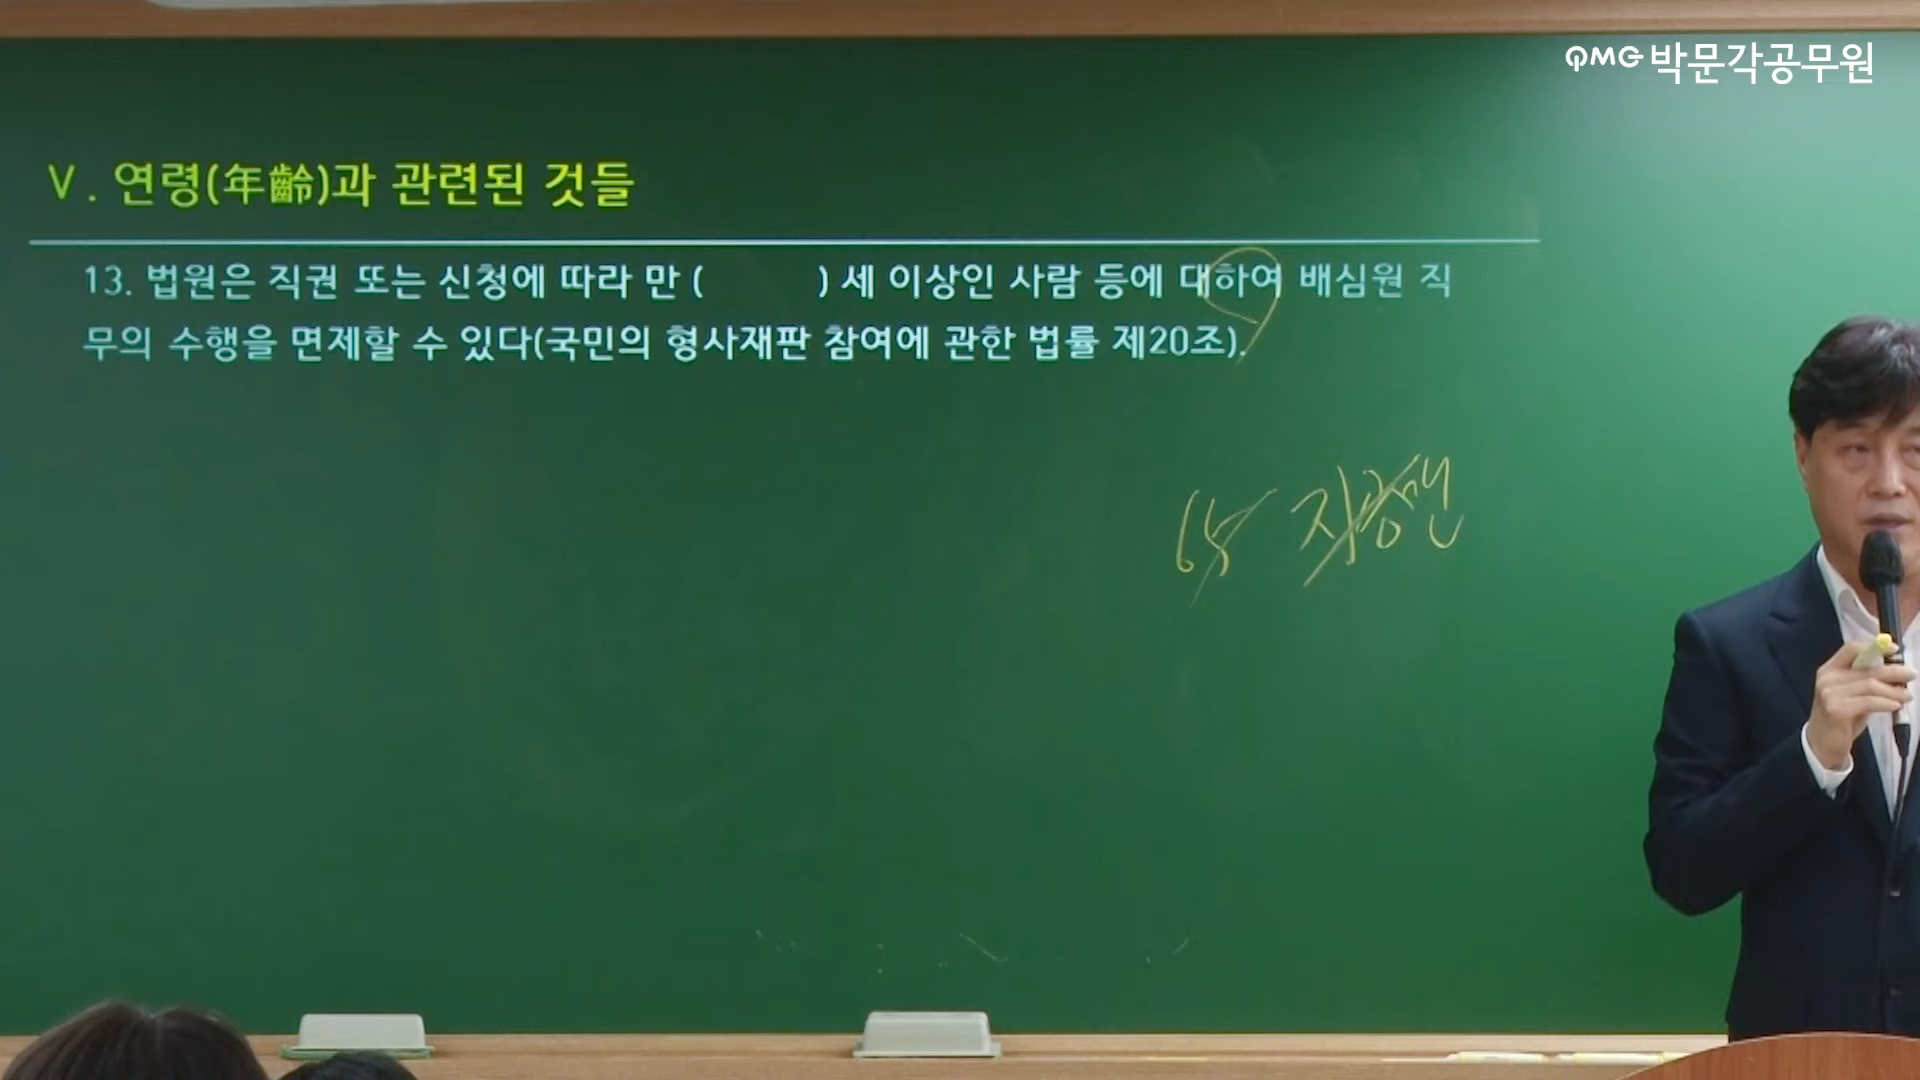 PMG 박문각공무원
Ⅴ. 연령(年齡)과 관련된 것들
13. 법원은 직권 또는 신청에 따라 만 (          ) 세 이상인 사람 등에 대하여 배심원 직
무의 수행을 면제할 수 있다(국민의 형사재판 참여에 관한 법률 제20조).
65